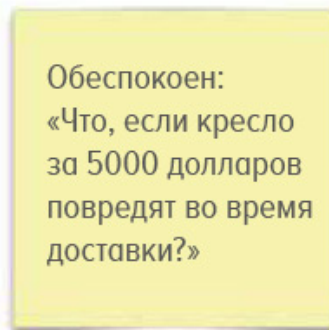 Обеспокоен:
«Что, если кресло
за 5000 долларов
повредят во время
доставки?»